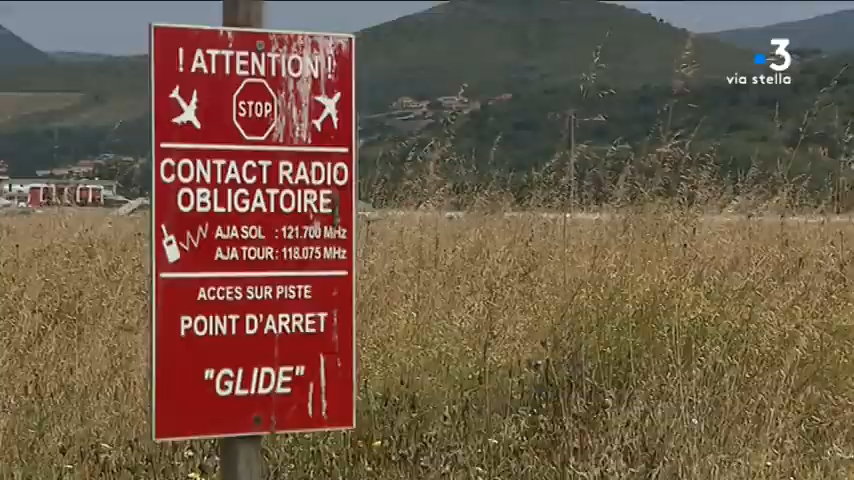 3
via stella
! ATTENTION !
STOP
CONTACT RADIO
OBLIGATOIRE
AJA SOL : 121.700 MHz
AJA TOUR : 118.075 MHz
ACCES SUR PISTE
POINT D'ARRET
"GLIDE"